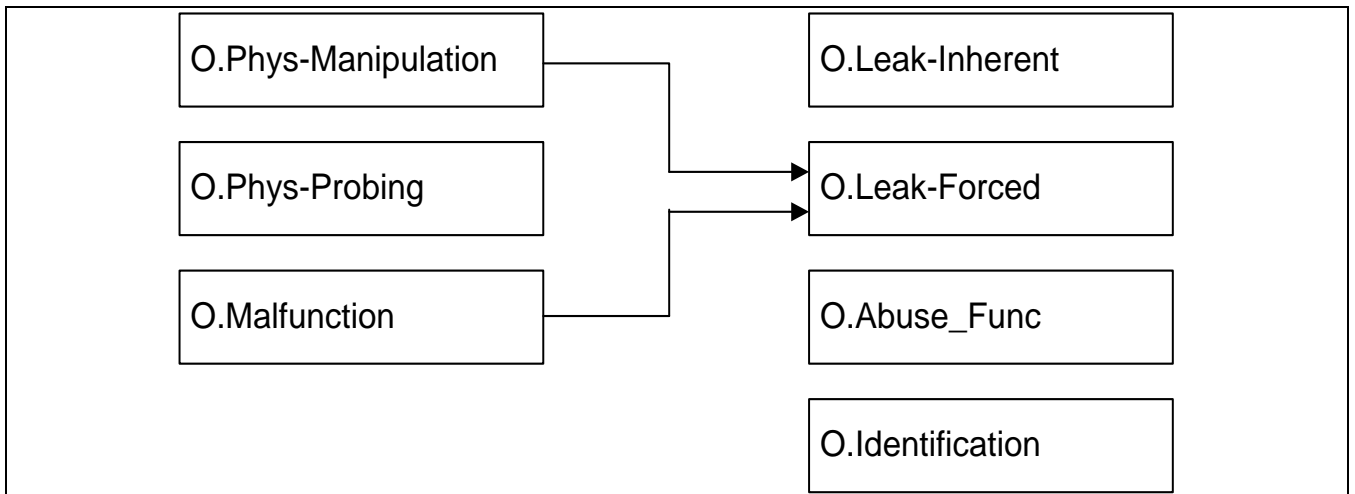 O.Phys-Manipulation
O.Leak-Inherent
O.Phys-Probing
O.Leak-Forced
O.Malfunction
O.Abuse_Func
O.Identification